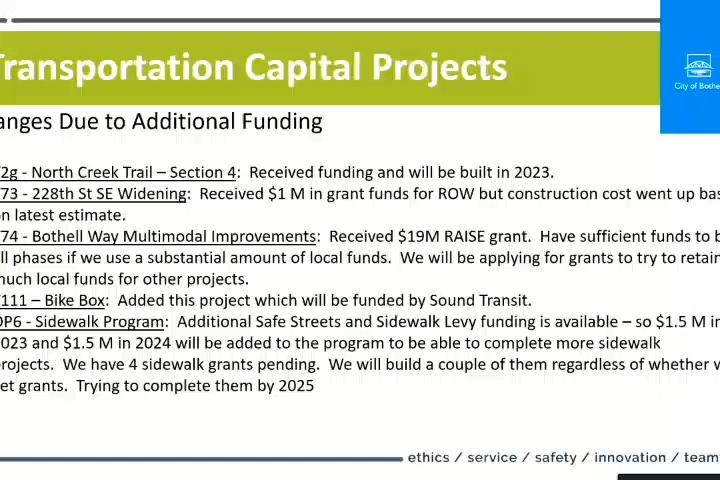 Transportation Capital Projects
City of Bothe
anges Due to Additional Funding
2g - North Creek Trail – Section 4: Received funding and will be built in 2023.
73 - 228th St SE Widening: Received $1 M in grant funds for ROW but construction cost went up bas
on latest estimate.
74 - Bothell Way Multimodal Improvements: Received $19M RAISE grant. Have sufficient funds to b
ll phases if we use a substantial amount of local funds. We will be applying for grants to try to retain
much local funds for other projects.
111 – Bike Box: Added this project which will be funded by Sound Transit.
OP6 - Sidewalk Program: Additional Safe Streets and Sidewalk Levy funding is available – so $1.5 M in
2023 and $1.5 M in 2024 will be added to the program to be able to complete more sidewalk
projects. We have 4 sidewalk grants pending. We will build a couple of them regardless of whether w
et grants. Trying to complete them by 2025
ethics / service / safety / innovation / team